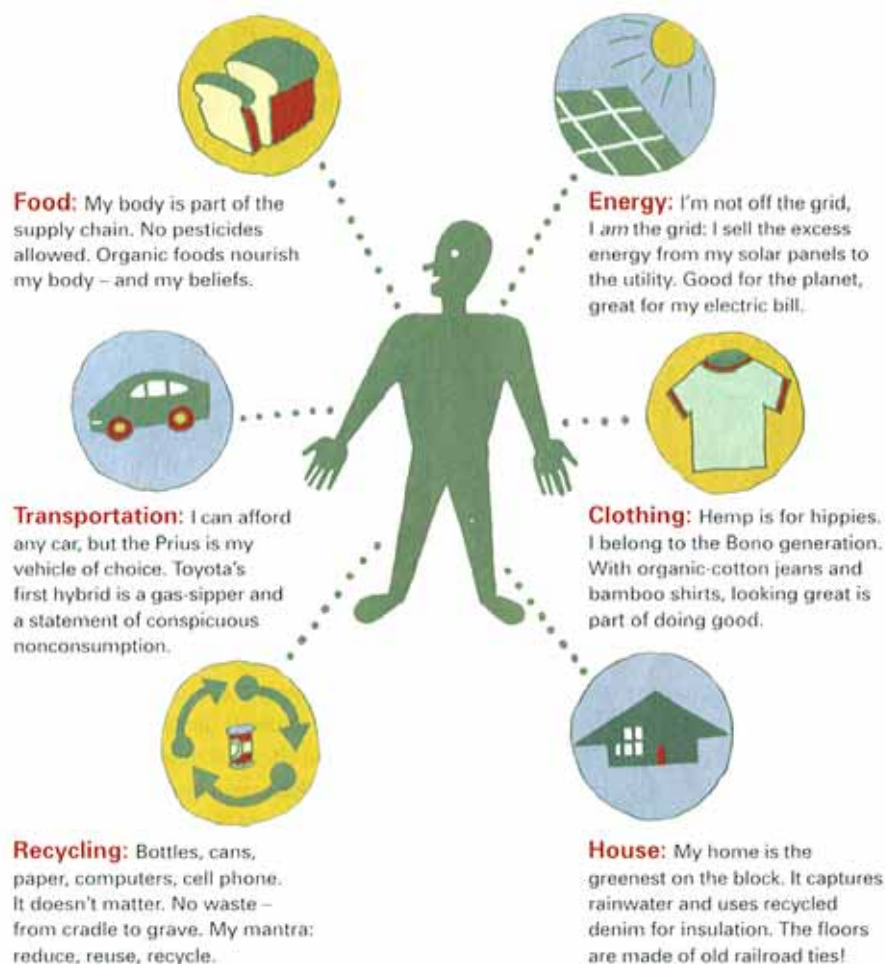 Food: My body is part of the
supply chain. No pesticides
allowed. Organic foods nourish
my body – and my beliefs.
Energy: I'm not off the grid,
I am the grid: I sell the excess
energy from my solar panels to
the utility. Good for the planet,
great for my electric bill.
Transportation: I can afford
any car, but the Prius is my
vehicle of choice. Toyota's
first hybrid is a gas-sipper and
a statement of conspicuous
nonconsumption.
Clothing: Hemp is for hippies.
I belong to the Bono generation.
With organic-cotton jeans and
bamboo shirts, looking great is
part of doing good.
Recycling: Bottles, cans,
paper, computers, cell phone.
It doesn't matter. No waste –
from cradle to grave. My mantra:
reduce, reuse, recycle.
House: My home is the
greenest on the block. It captures
rainwater and uses recycled
denim for insulation. The floors
are made of old railroad ties!